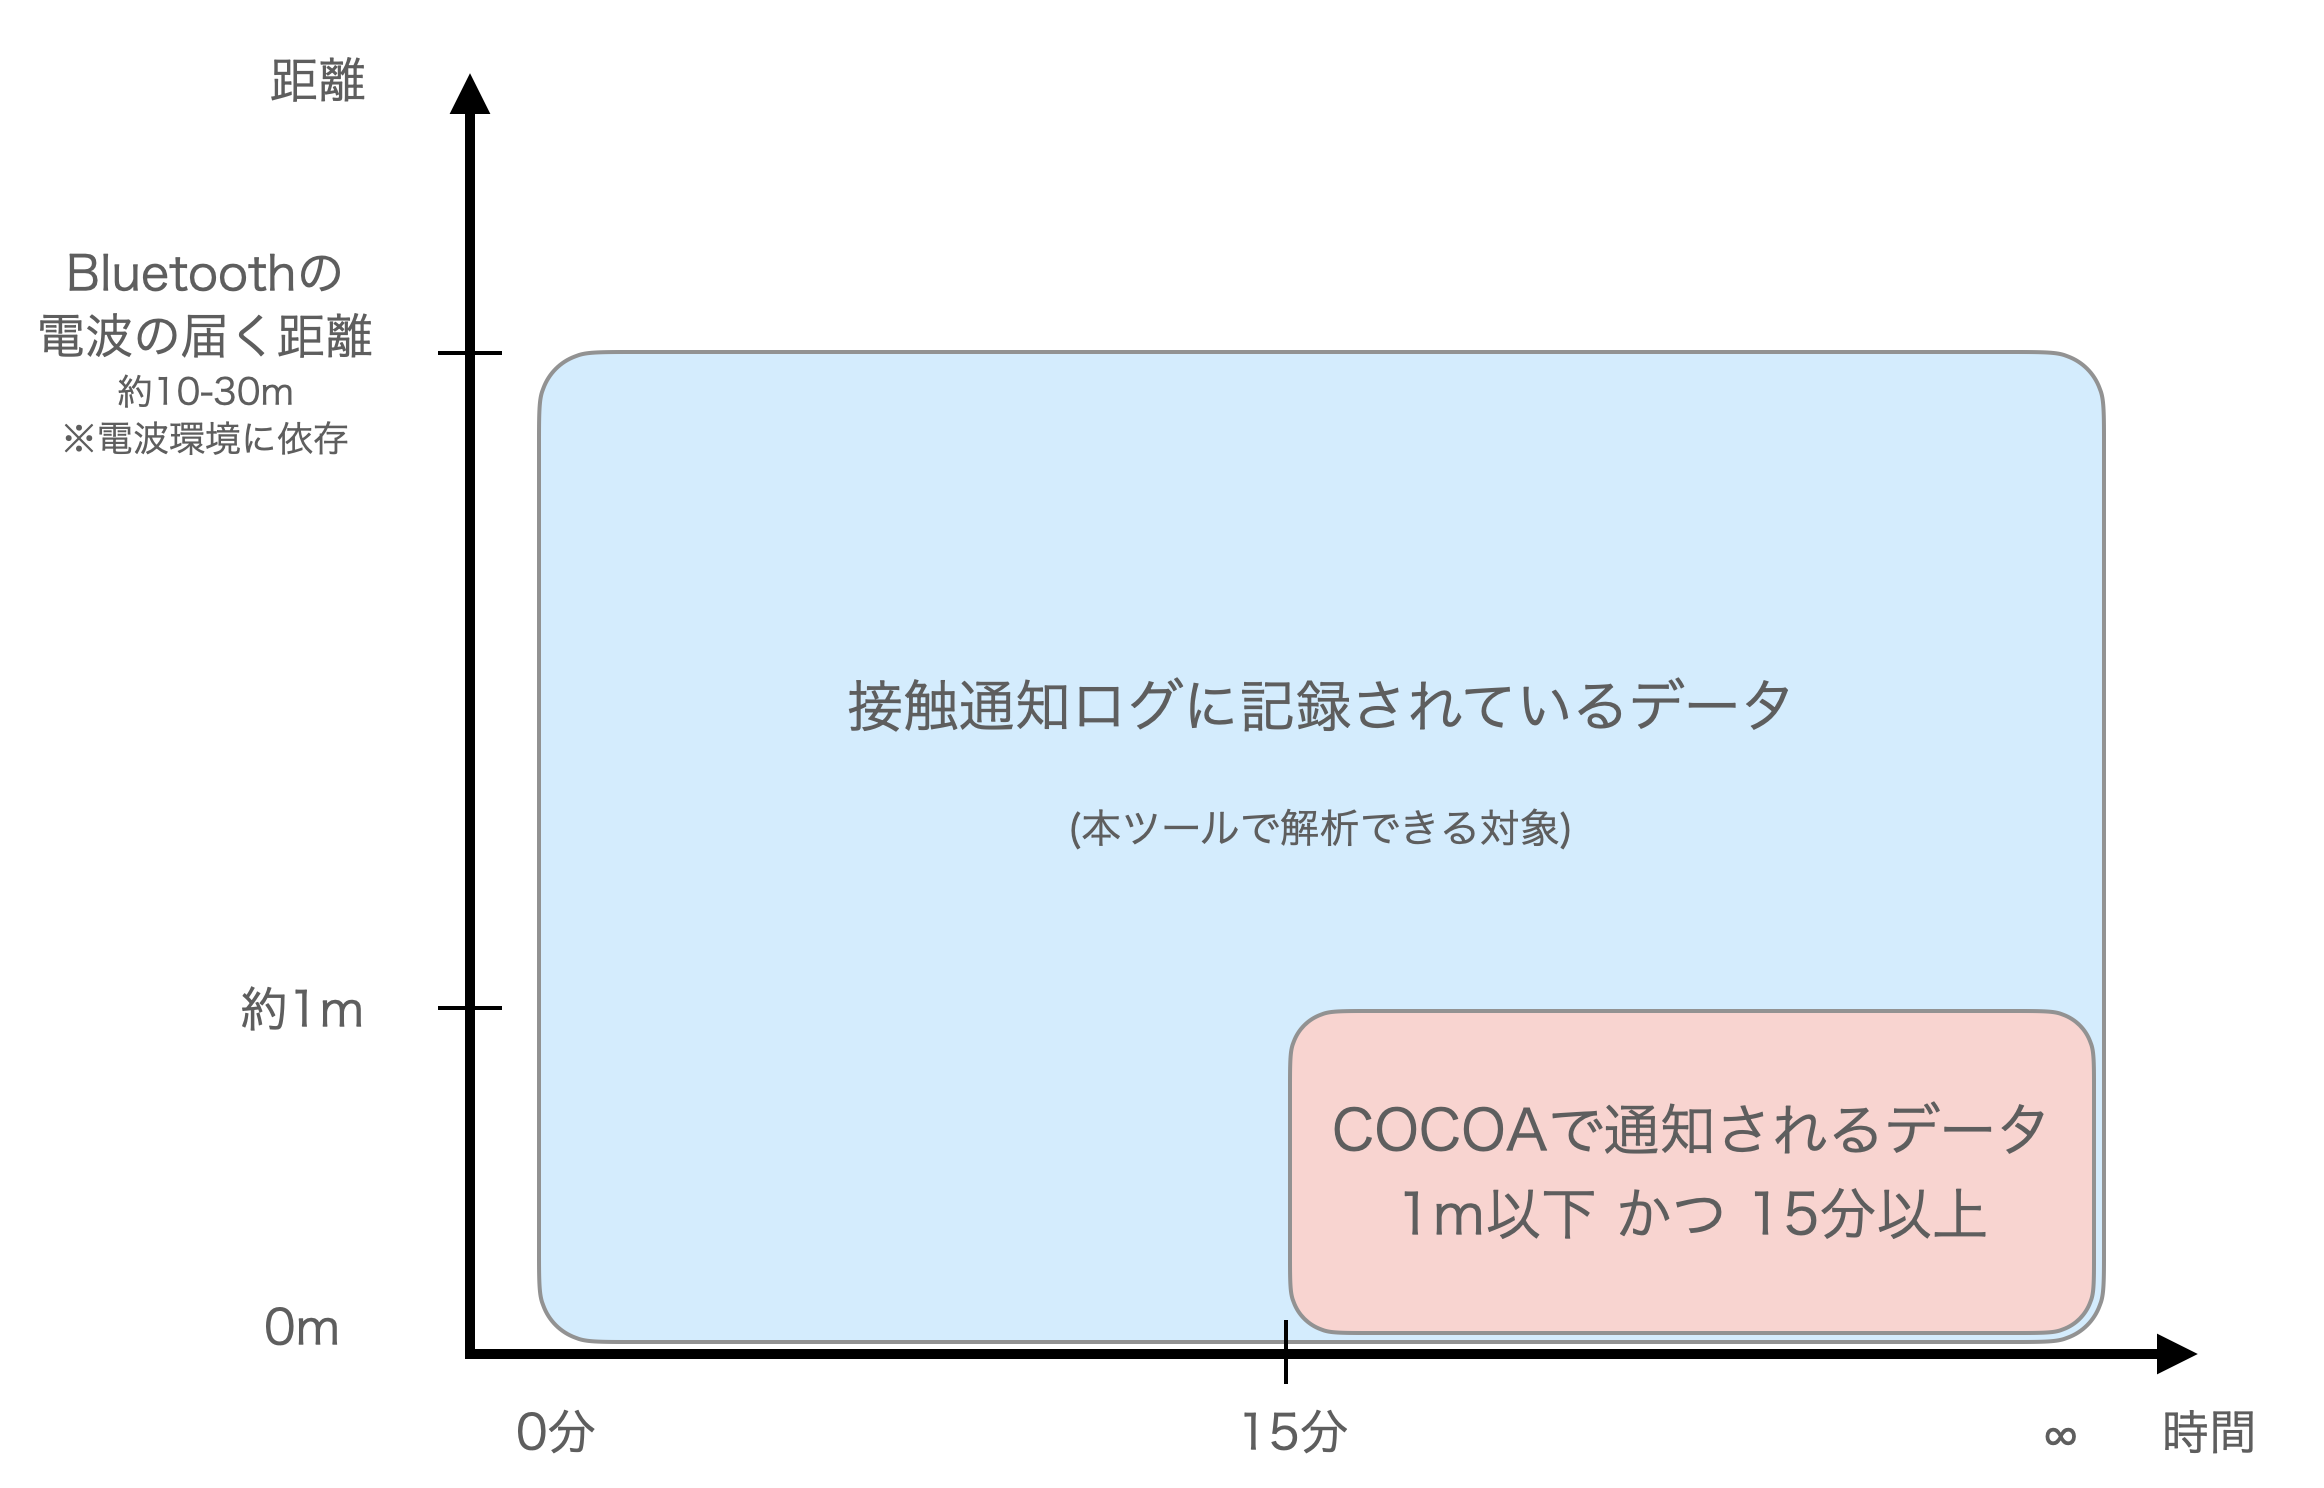 距離
Bluetoothの
電波の届く距離
約10-30m
※電波環境に依存
接触通知ログに記録されているデータ
(本ツールで解析できる対象)
約1m
COCOAで通知されるデータ
1m以下 かつ 15分以上
0m
0分
15分
∞
時間